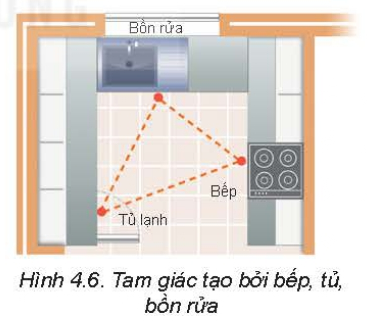 Bồn rửa
Bếp
Tủ lạnh
Hình 4.6. Tam giác tạo bởi bếp, tủ,
bồn rửa